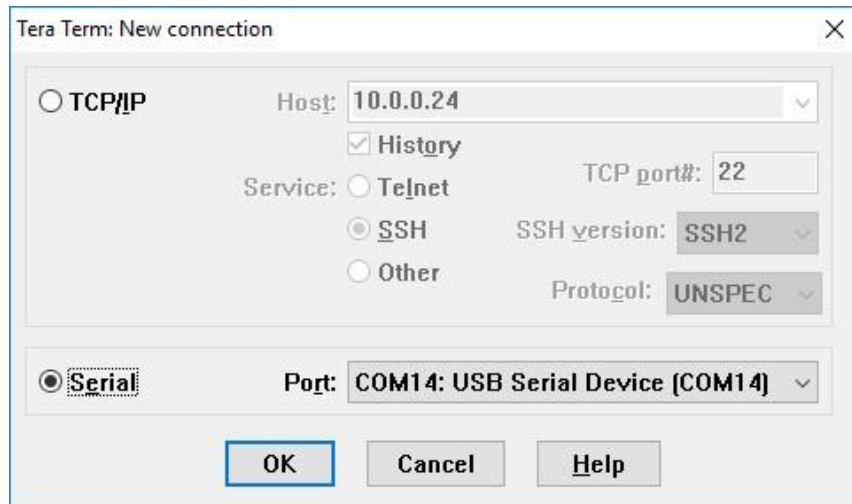 Tera Term: New connection
TCP/IP Host: 10.0.0.24
History
Service: Telnet TCP port#: 22
SSH SSH version: SSH2
Other Protocol: UNSPEC
Serial Port: COM14: USB Serial Device (COM14)
OK Cancel Help